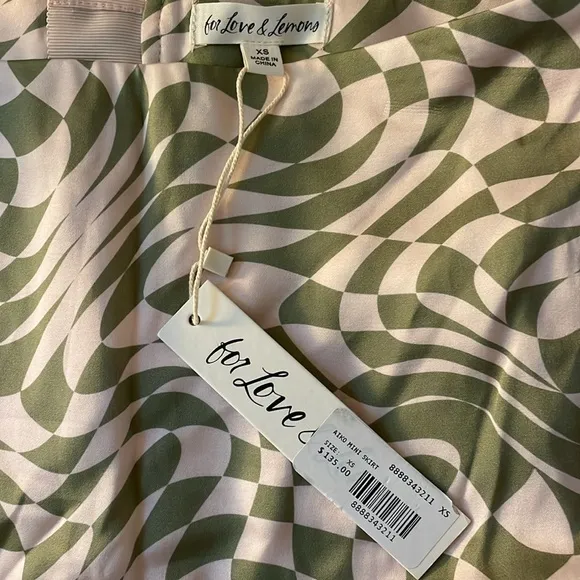 for Love & Lemons
XS
MADE IN
CHINA
for Love &
AIKO MINI SKIRT 8888343211 XS
SIZE: XS
$135.00
8888343211